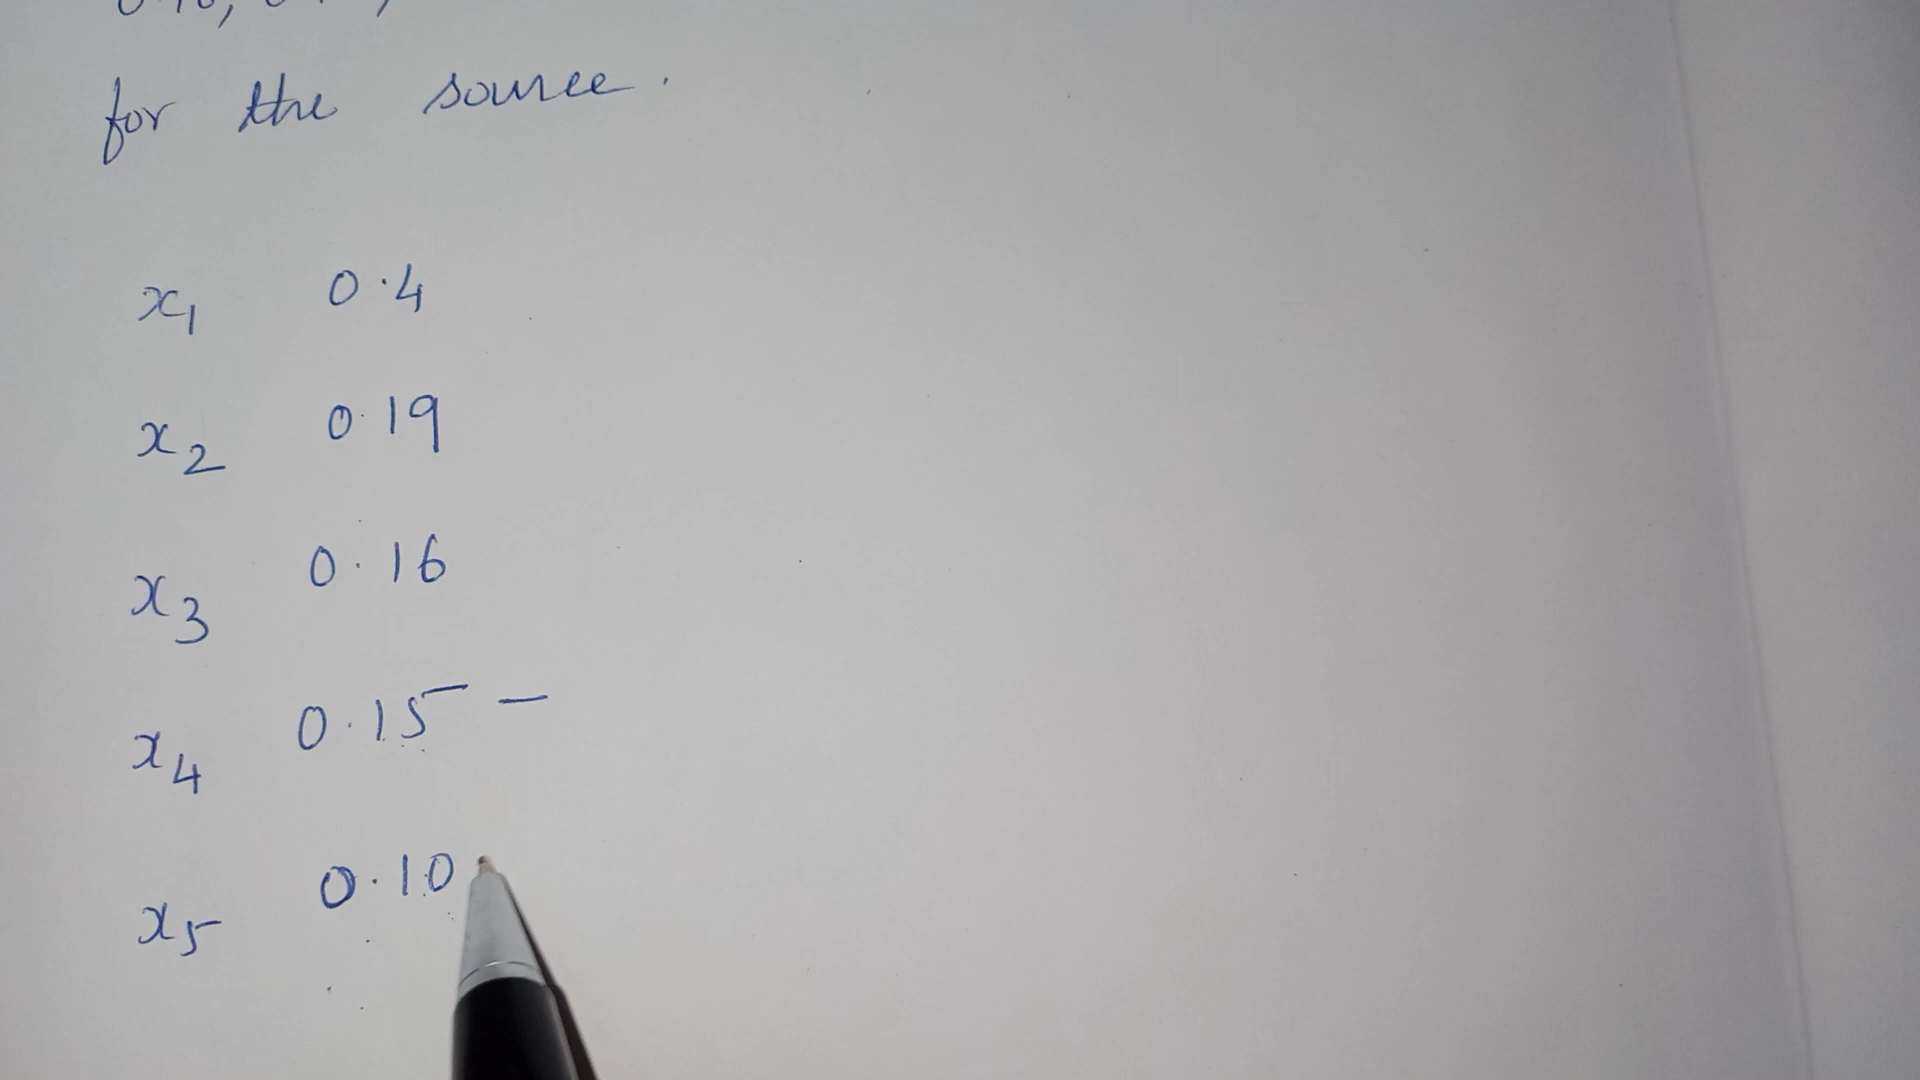 for the source.
x1 0.4
x2 0.19
x3 0.16
x4 0.15 –
x5 0.10